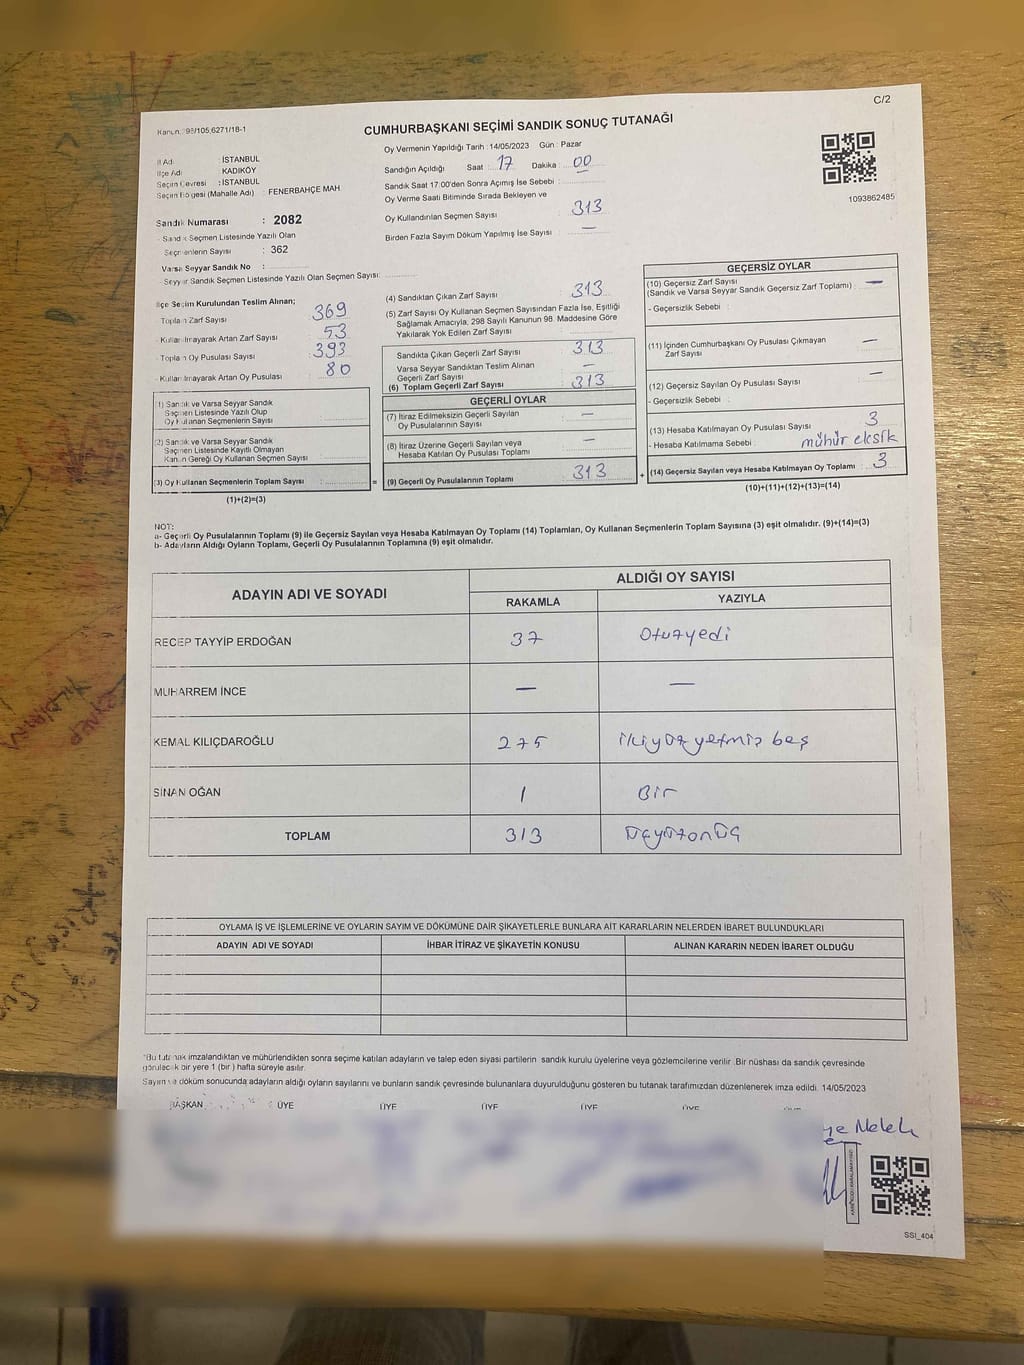 C/2
Kanun: 98/105,6271/18-1
CUMHURBAŞKANI SEÇİMİ SANDIK SONUÇ TUTANAĞI
Oy Vermenin Yapıldığı Tarih : 14/05/2023 Gün : Pazar
İl Adı : İSTANBUL
İlçe Adı : KADIKÖY
Seçim Çevresi : İSTANBUL
Seçim Bölgesi (Mahalle Adı) : FENERBAHÇE MAH
Sandığın Açıldığı Saat : 17 Dakika : 00
Sandık Saat 17:00'den Sonra Açımış İse Sebebi :
Oy Verme Saati Bitiminde Sırada Bekleyen ve
Oy Kullandırılan Seçmen Sayısı 313
Birden Fazla Sayım Döküm Yapılmış İse Sayısı : —
1093862485
Sandık Numarası : 2082
- Sandık Seçmen Listesinde Yazılı Olan
Seçmenlerin Sayısı : 362
Varsa Seyyar Sandık No :
- Seyyar Sandık Seçmen Listesinde Yazılı Olan Seçmen Sayısı:
İlçe Seçim Kurulundan Teslim Alınan;
- Toplam Zarf Sayısı 369
- Kullanılmayarak Artan Zarf Sayısı 53
- Toplam Oy Pusulası Sayısı 393
- Kullanılmayarak Artan Oy Pusulası 80
(1) Sandık ve Varsa Seyyar Sandık
Seçmen Listesinde Yazılı Olup
Oy Kullanan Seçmenlerin Sayısı :
(2) Sandık ve Varsa Seyyar Sandık
Seçmen Listesinde Kayıtlı Olmayan
Kanun Gereği Oy Kullanan Seçmen Sayısı :
(3) Oy Kullanan Seçmenlerin Toplam Sayısı : =
(1)+(2)=(3)
(4) Sandıktan Çıkan Zarf Sayısı : 313
(5) Zarf Sayısı Oy Kullanan Seçmen Sayısından Fazla İse, Eşitliği
Sağlamak Amacıyla, 298 Sayılı Kanunun 98. Maddesine Göre
Yakılarak Yok Edilen Zarf Sayısı :
Sandıkta Çıkan Geçerli Zarf Sayısı : 313
Varsa Seyyar Sandıktan Teslim Alınan
Geçerli Zarf Sayısı : —
(6) Toplam Geçerli Zarf Sayısı : 313
GEÇERLİ OYLAR
(7) İtiraz Edilmeksizin Geçerli Sayılan
Oy Pusulalarının Sayısı : —
(8) İtiraz Üzerine Geçerli Sayılan veya
Hesaba Katılan Oy Pusulası Toplamı : —
(9) Geçerli Oy Pusulalarının Toplamı : 313 +
GEÇERSİZ OYLAR
(10) Geçersiz Zarf Sayısı
(Sandık ve Varsa Seyyar Sandık Geçersiz Zarf Toplamı) : —
- Geçersizlik Sebebi :
(11) İçinden Cumhurbaşkanı Oy Pusulası Çıkmayan
Zarf Sayısı : —
(12) Geçersiz Sayılan Oy Pusulası Sayısı : —
- Geçersizlik Sebebi :
(13) Hesaba Katılmayan Oy Pusulası Sayısı : 3
- Hesaba Katılmama Sebebi : mühür eksik
(14) Geçersiz Sayılan veya Hesaba Katılmayan Oy Toplamı : 3
(10)+(11)+(12)+(13)=(14)
NOT:
a- Geçerli Oy Pusulalarının Toplamı (9) ile Geçersiz Sayılan veya Hesaba Katılmayan Oy Toplamı (14) Toplamları, Oy Kullanan Seçmenlerin Toplam Sayısına (3) eşit olmalıdır. (9)+(14)=(3)
b- Adayların Aldığı Oyların Toplamı, Geçerli Oy Pusulalarının Toplamına (9) eşit olmalıdır.
ADAYIN ADI VE SOYADI ALDIĞI OY SAYISI
RAKAMLA YAZIYLA
RECEP TAYYİP ERDOĞAN 37 Otuzyedi
MUHARREM İNCE — —
KEMAL KILIÇDAROĞLU 275 ikiyüzyetmiş beş
SİNAN OĞAN 1 Bir
TOPLAM 313 Üçyüzonüç
OYLAMA İŞ VE İŞLEMLERİNE VE OYLARIN SAYIM VE DÖKÜMÜNE DAİR ŞİKAYETLERLE BUNLARA AİT KARARLARIN NELERDEN İBARET BULUNDUKLARI
ADAYIN ADI VE SOYADI İHBAR İTİRAZ VE ŞİKAYETİN KONUSU ALINAN KARARIN NEDEN İBARET OLDUĞU
*Bu tutanak imzalandıktan ve mühürlendikten sonra seçime katılan adayların ve talep eden siyasi partilerin sandık kurulu üyelerine veya gözlemcilerine verilir. Bir nüshası da sandık çevresinde
görülecek bir yere 1 (bir) hafta süreyle asılır.
Sayım ve döküm sonucunda adayların aldığı oyların sayılarını ve bunların sandık çevresinde bulunanlara duyurulduğunu gösteren bu tutanak tarafımızdan düzenlenerek imza edildi. 14/05/2023
BAŞKAN ÜYE ÜYE ÜYE ÜYE ÜYE ÜYE
SSI_404